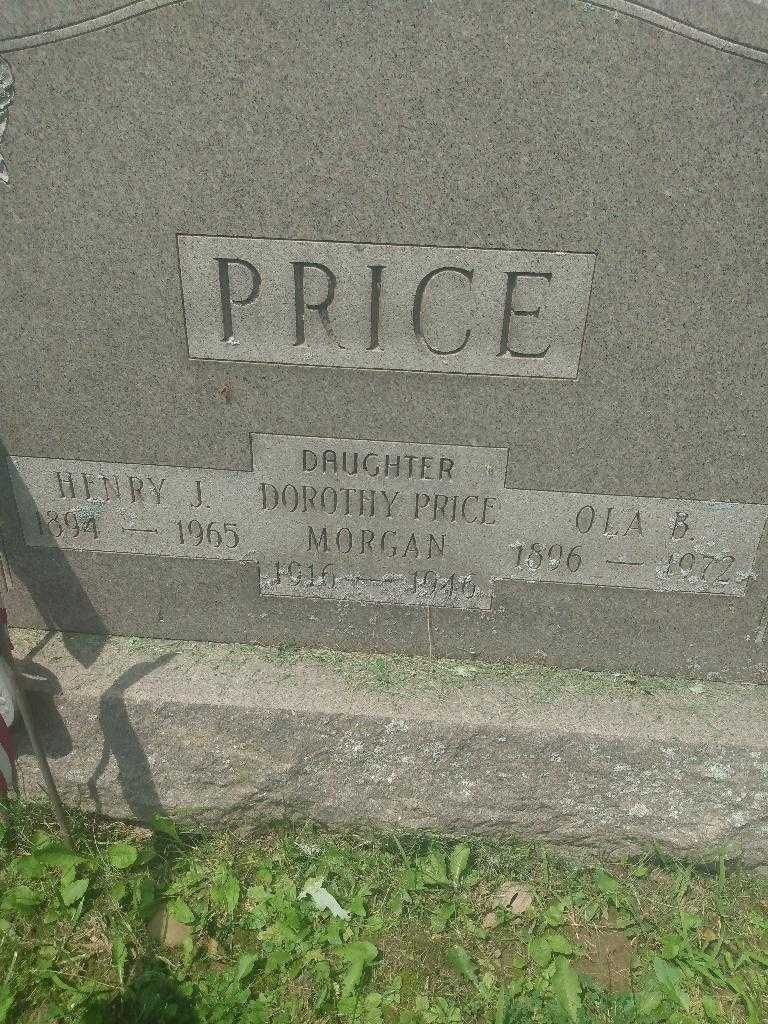 PRICE
HENRY J.
1894 — 1965
DAUGHTER
DOROTHY PRICE
MORGAN
1916 — 1946
OLA B.
1896 — 1972